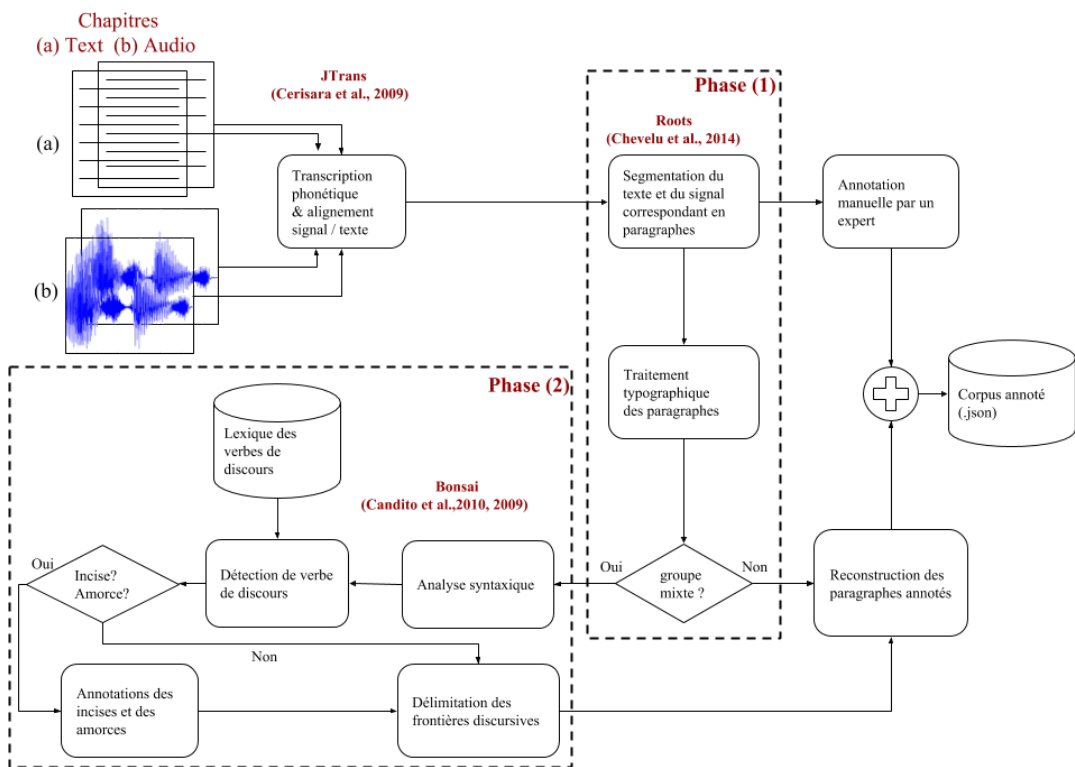 Chapitres
(a) Text (b) Audio
(a)
(b)
JTrans
(Cerisara et al., 2009)
Transcription
phonétique
& alignement
signal / texte
Phase (1)
Roots
(Chevelu et al., 2014)
Segmentation du
texte et du signal
correspondant en
paragraphes
Annotation
manuelle par un
expert
Traitement
typographique
des paragraphes
Corpus annoté
(.json)
Phase (2)
Lexique des
verbes de
discours
Bonsai
(Candito et al.,2010, 2009)
Oui
Incise?
Amorce?
Détection de verbe
de discours
Analyse syntaxique
Oui
groupe
mixte ?
Non
Reconstruction des
paragraphes annotés
Non
Annotations des
incises et des
amorces
Délimitation des
frontières discursives